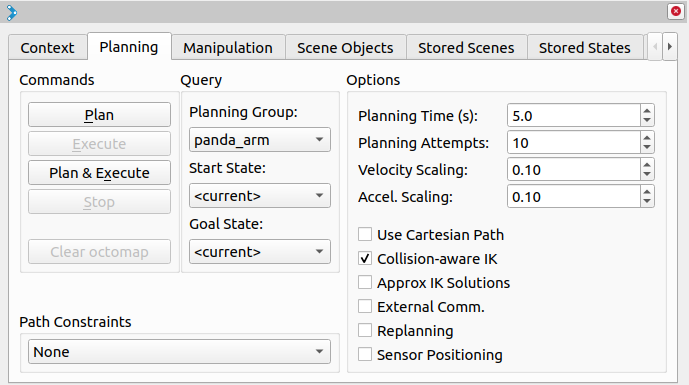 Context Planning Manipulation Scene Objects Stored Scenes Stored States
Commands
Plan
Execute
Plan & Execute
Stop
Clear octomap
Query
Planning Group:
panda_arm
Start State:
<current>
Goal State:
<current>
Path Constraints
None
Options
Planning Time (s): 5.0
Planning Attempts: 10
Velocity Scaling: 0.10
Accel. Scaling: 0.10
Use Cartesian Path
Collision-aware IK
Approx IK Solutions
External Comm.
Replanning
Sensor Positioning